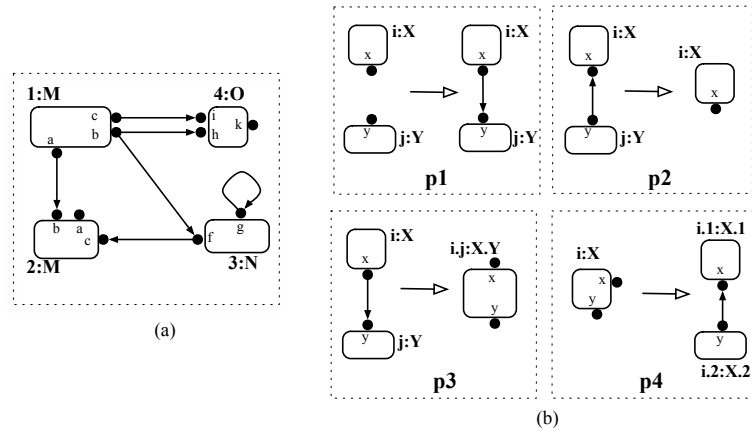 1:M
4:O
c
i
b
h
k
a
b
a
c
f
g
2:M
3:N
(a)
i:X
i:X
x
x
y
y
j:Y
j:Y
p1
i:X
x
i:X
x
y
j:Y
p2
i:X
x
i.j:X.Y
x
y
y
j:Y
p3
i:X
x
y
i.1:X.1
x
y
i.2:X.2
p4
(b)